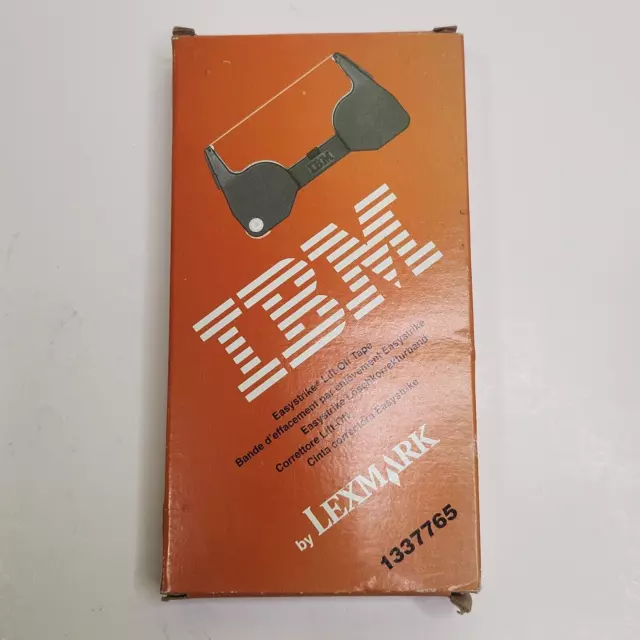 IBM
IBM
Easystrike® Lift-Off Tape
Bande d'effacement par enlèvement Easystrike
Easystrike Löschkorrekturband
Correttore Lift-Off
Cinta correctora Easystrike
by LEXMARK
1337765